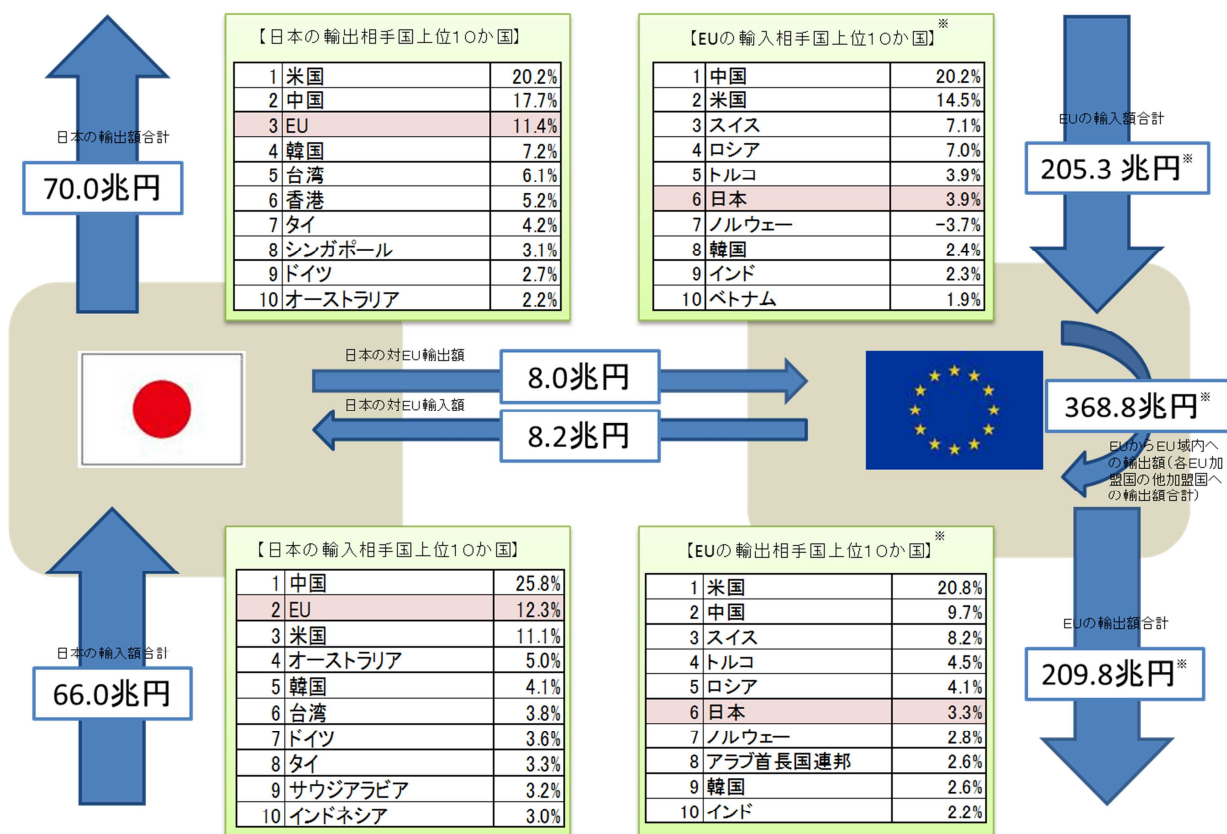 【日本の輸出相手国上位10か国】
1 米国 20.2%
2 中国 17.7%
3 EU 11.4%
4 韓国 7.2%
5 台湾 6.1%
6 香港 5.2%
7 タイ 4.2%
8 シンガポール 3.1%
9 ドイツ 2.7%
10 オーストラリア 2.2%
【EUの輸入相手国上位10か国】※
1 中国 20.2%
2 米国 14.5%
3 スイス 7.1%
4 ロシア 7.0%
5 トルコ 3.9%
6 日本 3.9%
7 ノルウェー −3.7%
8 韓国 2.4%
9 インド 2.3%
10 ベトナム 1.9%
日本の輸出額合計
70.0兆円
EUの輸入額合計
205.3 兆円※
日本の対EU輸出額
8.0兆円
日本の対EU輸入額
8.2兆円
368.8兆円※
EUからEU域内へ
の輸出額(各EU加
盟国の他加盟国へ
の輸出額合計)
【日本の輸入相手国上位10か国】
1 中国 25.8%
2 EU 12.3%
3 米国 11.1%
4 オーストラリア 5.0%
5 韓国 4.1%
6 台湾 3.8%
7 ドイツ 3.6%
8 タイ 3.3%
9 サウジアラビア 3.2%
10 インドネシア 3.0%
【EUの輸出相手国上位10か国】※
1 米国 20.8%
2 中国 9.7%
3 スイス 8.2%
4 トルコ 4.5%
5 ロシア 4.1%
6 日本 3.3%
7 ノルウェー 2.8%
8 アラブ首長国連邦 2.6%
9 韓国 2.6%
10 インド 2.2%
日本の輸入額合計
66.0兆円
EUの輸出額合計
209.8兆円※